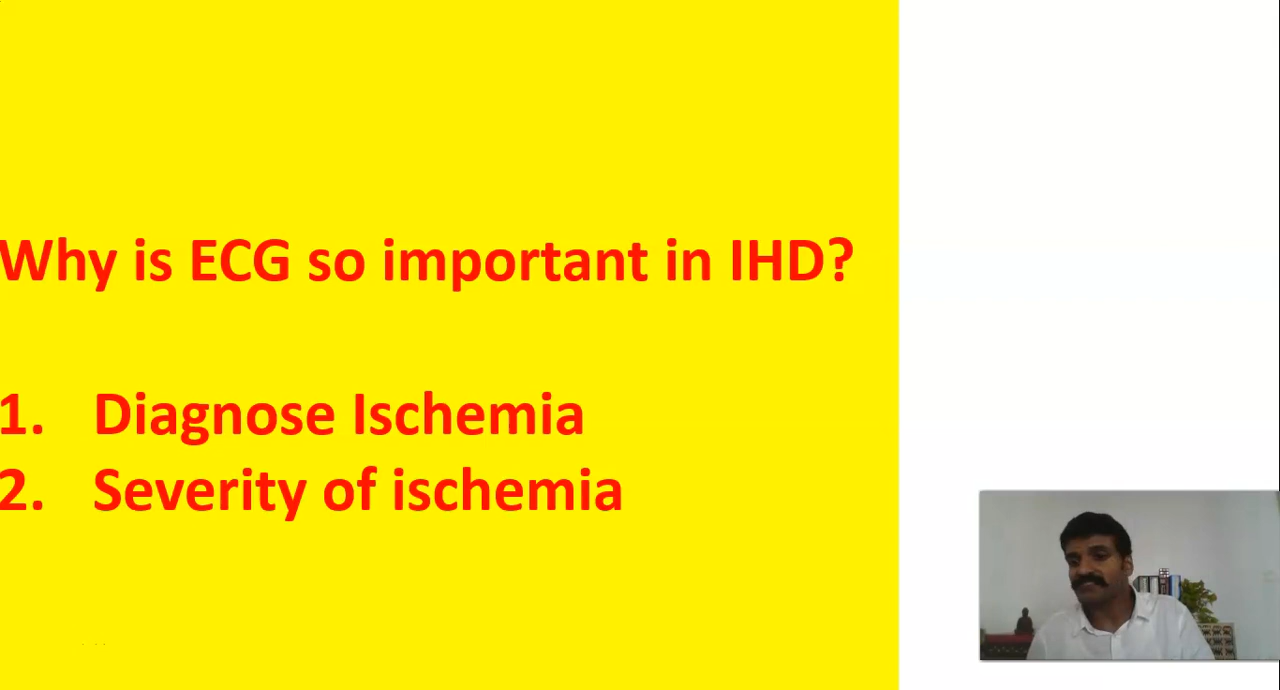 Why is ECG so important in IHD?
1. Diagnose Ischemia
2. Severity of ischemia